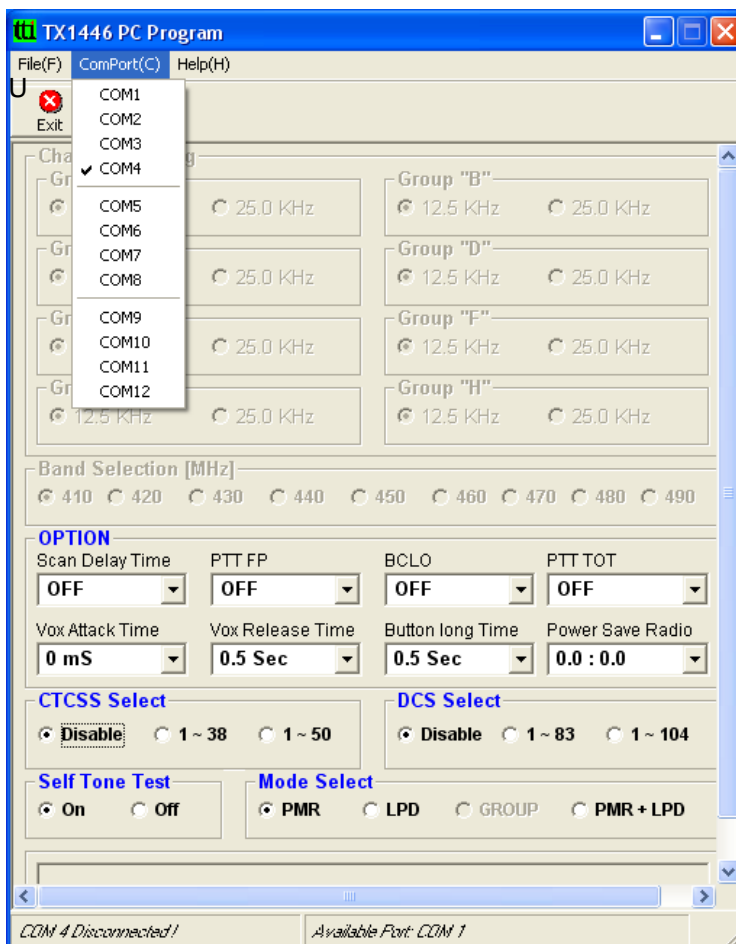 tti TX1446 PC Program
File(F) ComPort(C) Help(H)
U
Exit
COM1
COM2
COM3
COM4
COM5
COM6
COM7
COM8
COM9
COM10
COM11
COM12
Cha g
Gr Group "B"
25.0 KHz 12.5 KHz 25.0 KHz
Gr Group "D"
25.0 KHz 12.5 KHz 25.0 KHz
Gr Group "F"
25.0 KHz 12.5 KHz 25.0 KHz
Gr Group "H"
12.5 KHz 25.0 KHz 12.5 KHz 25.0 KHz
Band Selection [MHz]
410 420 430 440 450 460 470 480 490
OPTION
Scan Delay Time PTT FP BCLO PTT TOT
OFF OFF OFF OFF
Vox Attack Time Vox Release Time Button long Time Power Save Radio
0 mS 0.5 Sec 0.5 Sec 0.0 : 0.0
CTCSS Select DCS Select
Disable 1 ~ 38 1 ~ 50 Disable 1 ~ 83 1 ~ 104
Self Tone Test Mode Select
On Off PMR LPD GROUP PMR + LPD
COM 4 Disconnected! Available Port: COM 1